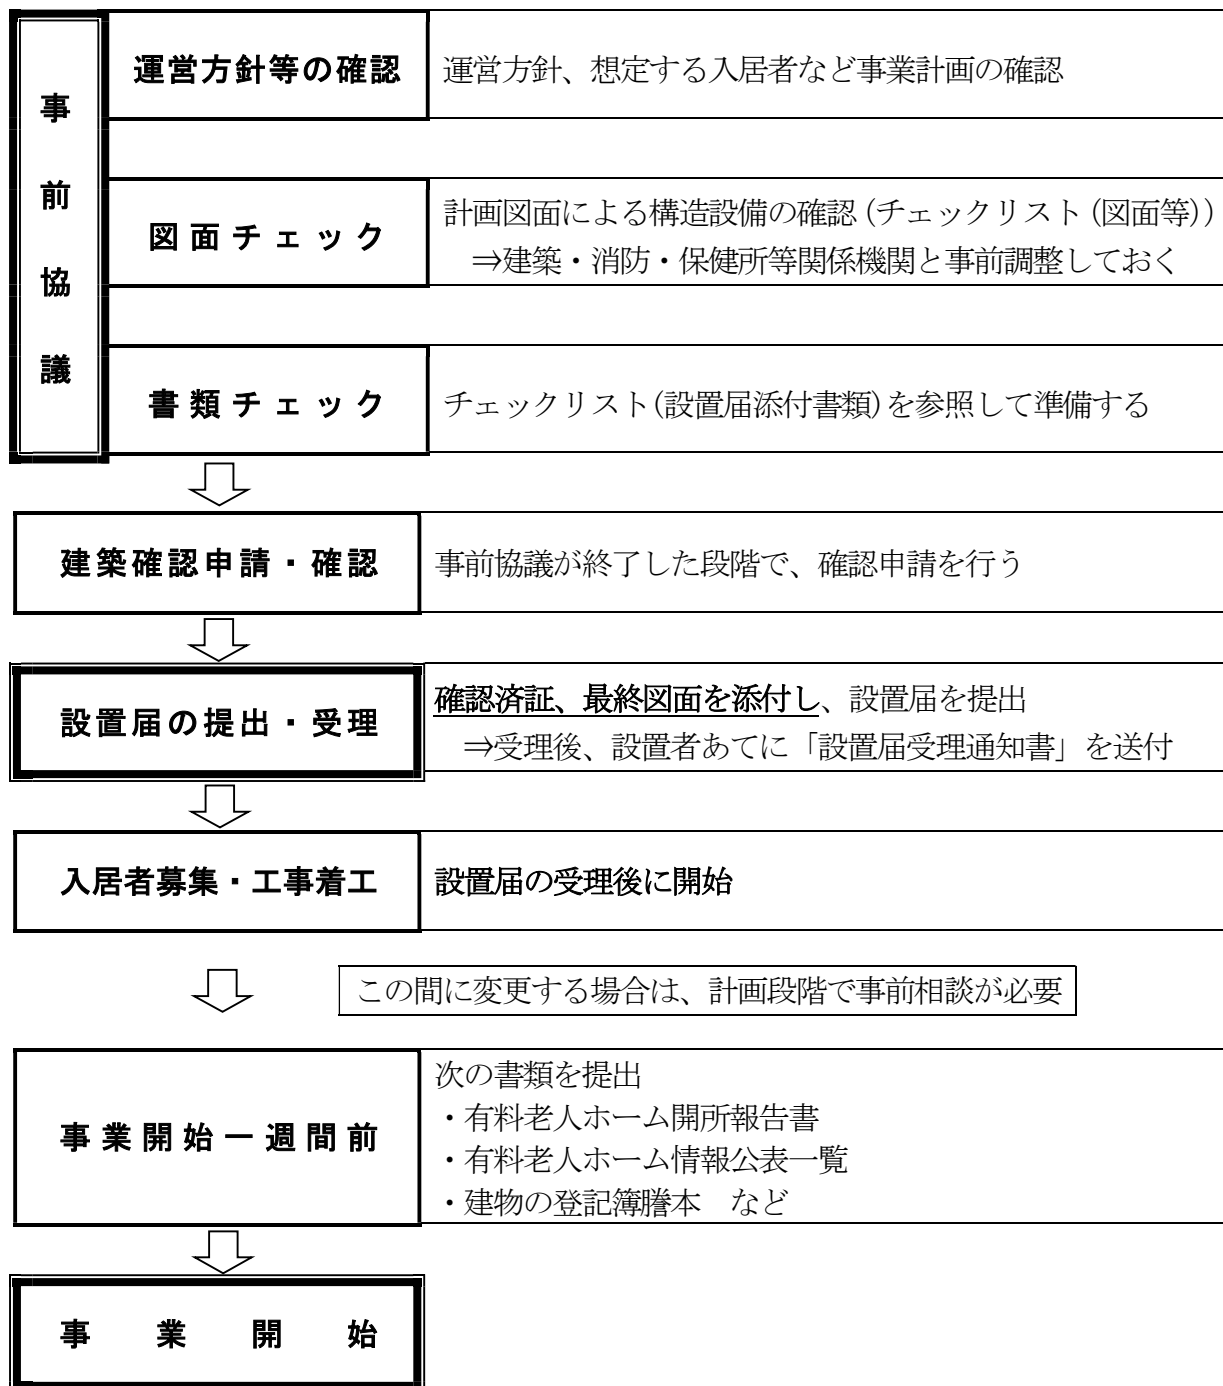 事前協議
運営方針等の確認
運営方針、想定する入居者など事業計画の確認
図面チェック
計画図面による構造設備の確認(チェックリスト(図面等))
⇒建築・消防・保健所等関係機関と事前調整しておく
書類チェック
チェックリスト(設置届添付書類)を参照して準備する
建築確認申請・確認
事前協議が終了した段階で、確認申請を行う
設置届の提出・受理
確認済証、最終図面を添付し、設置届を提出
⇒受理後、設置者あてに「設置届受理通知書」を送付
入居者募集・工事着工
設置届の受理後に開始
この間に変更する場合は、計画段階で事前相談が必要
事業開始一週間前
次の書類を提出
・有料老人ホーム開所報告書
・有料老人ホーム情報公表一覧
・建物の登記簿謄本　など
事業開始